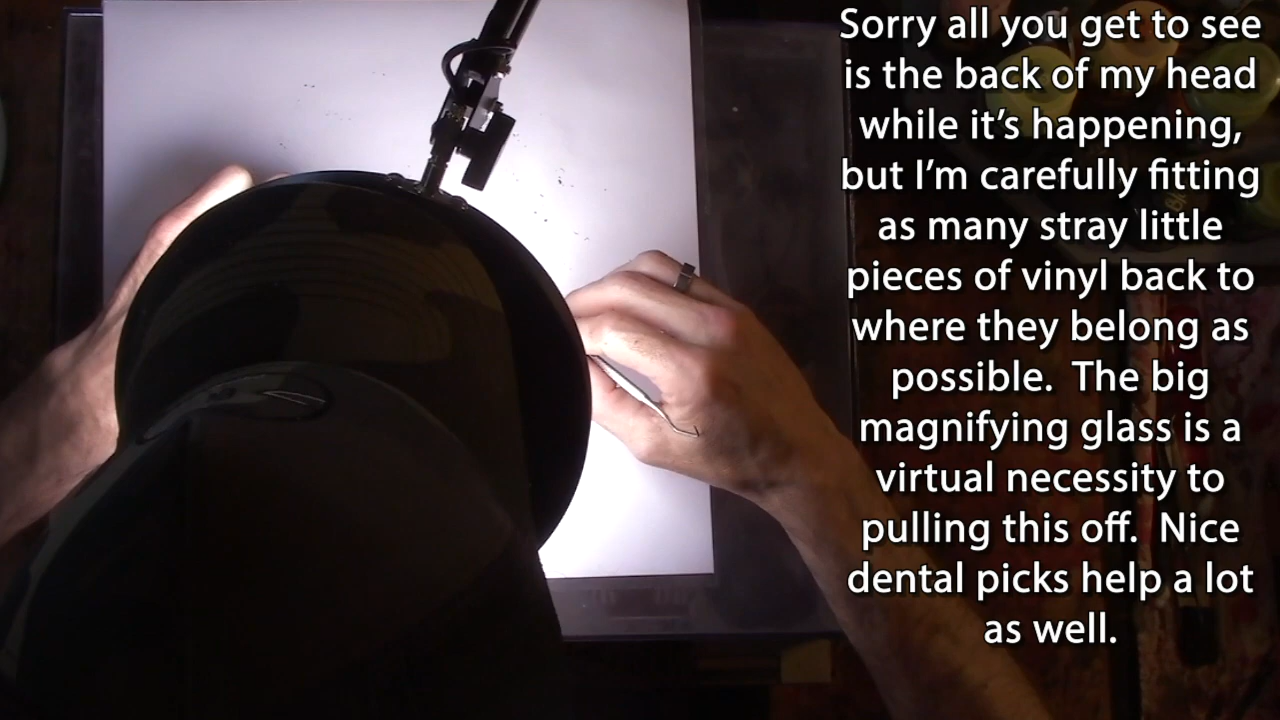 Sorry all you get to see
is the back of my head
while it’s happening,
but I’m carefully fitting
as many stray little
pieces of vinyl back to
where they belong as
possible.  The big
magnifying glass is a
virtual necessity to
pulling this off.  Nice
dental picks help a lot
as well.